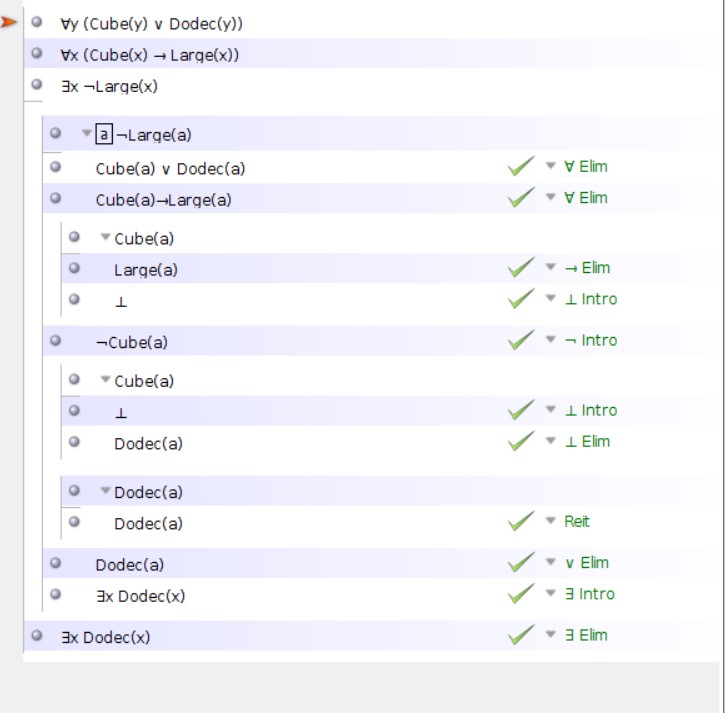 ∀y (Cube(y) ∨ Dodec(y))
∀x (Cube(x) → Large(x))
∃x ¬Large(x)
a ¬Large(a)
Cube(a) ∨ Dodec(a) ∀ Elim
Cube(a)→Large(a) ∀ Elim
Cube(a)
Large(a) → Elim
⊥ ⊥ Intro
¬Cube(a) ¬ Intro
Cube(a)
⊥ ⊥ Intro
Dodec(a) ⊥ Elim
Dodec(a)
Dodec(a) Reit
Dodec(a) ∨ Elim
∃x Dodec(x) ∃ Intro
∃x Dodec(x) ∃ Elim